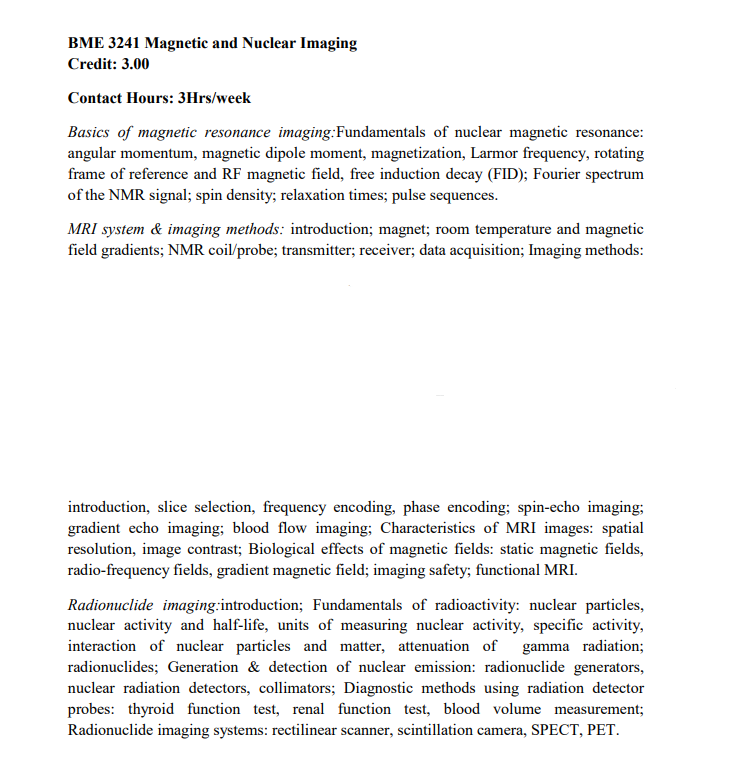 BME 3241 Magnetic and Nuclear Imaging
Credit: 3.00
Contact Hours: 3Hrs/week
Basics of magnetic resonance imaging:Fundamentals of nuclear magnetic resonance:
angular momentum, magnetic dipole moment, magnetization, Larmor frequency, rotating
frame of reference and RF magnetic field, free induction decay (FID); Fourier spectrum
of the NMR signal; spin density; relaxation times; pulse sequences.
MRI system & imaging methods: introduction; magnet; room temperature and magnetic
field gradients; NMR coil/probe; transmitter; receiver; data acquisition; Imaging methods:
introduction, slice selection, frequency encoding, phase encoding; spin-echo imaging;
gradient echo imaging; blood flow imaging; Characteristics of MRI images: spatial
resolution, image contrast; Biological effects of magnetic fields: static magnetic fields,
radio-frequency fields, gradient magnetic field; imaging safety; functional MRI.
Radionuclide imaging:introduction; Fundamentals of radioactivity: nuclear particles,
nuclear activity and half-life, units of measuring nuclear activity, specific activity,
interaction of nuclear particles and matter, attenuation of gamma radiation;
radionuclides; Generation & detection of nuclear emission: radionuclide generators,
nuclear radiation detectors, collimators; Diagnostic methods using radiation detector
probes: thyroid function test, renal function test, blood volume measurement;
Radionuclide imaging systems: rectilinear scanner, scintillation camera, SPECT, PET.